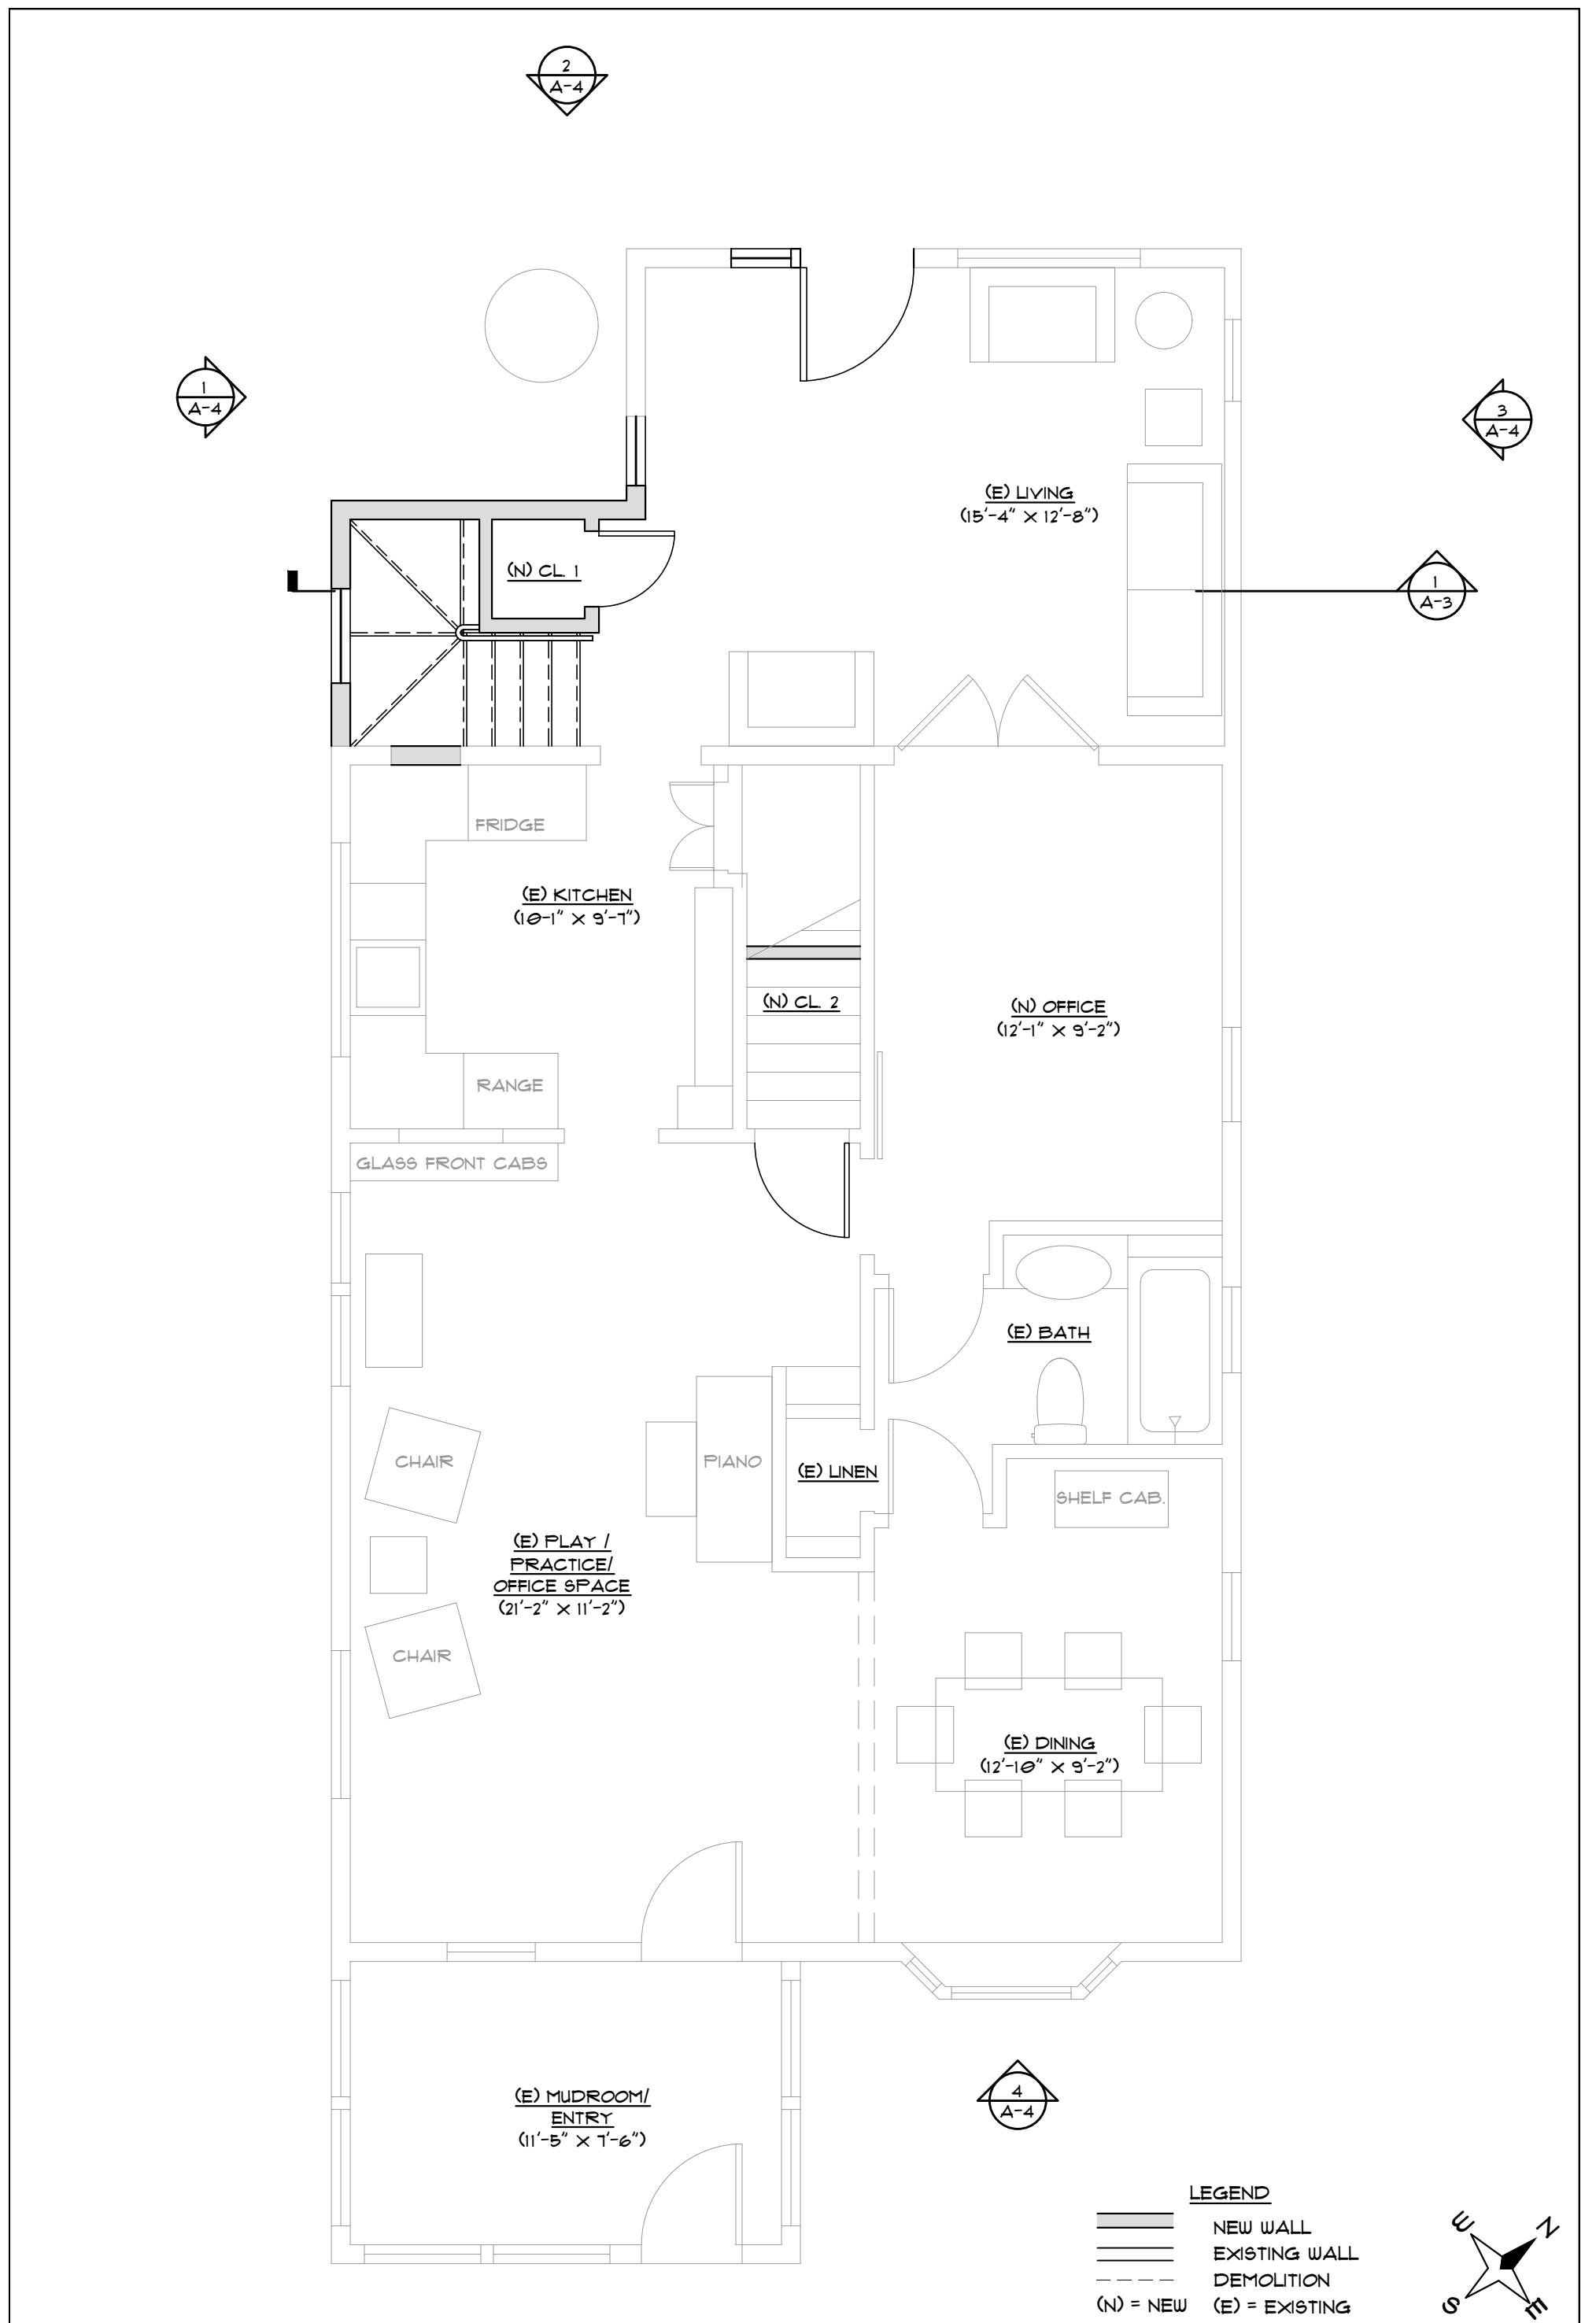 2
A-4
1
A-4
3
A-4
(E) LIVING
(15'-4" X 12'-8")
(N) CL. 1
1
A-3
FRIDGE
(E) KITCHEN
(10-1" X 9'-7")
(N) CL. 2
(N) OFFICE
(12'-1" X 9'-2")
RANGE
GLASS FRONT CABS
(E) BATH
CHAIR
PIANO
(E) LINEN
SHELF CAB.
(E) PLAY /
PRACTICE/
OFFICE SPACE
(21'-2" X 11'-2")
CHAIR
(E) DINING
(12'-10" X 9'-2")
4
A-4
(E) MUDROOM/
ENTRY
(11'-5" X 7'-6")
LEGEND
NEW WALL
EXISTING WALL
DEMOLITION
(N) = NEW (E) = EXISTING
W N
S E